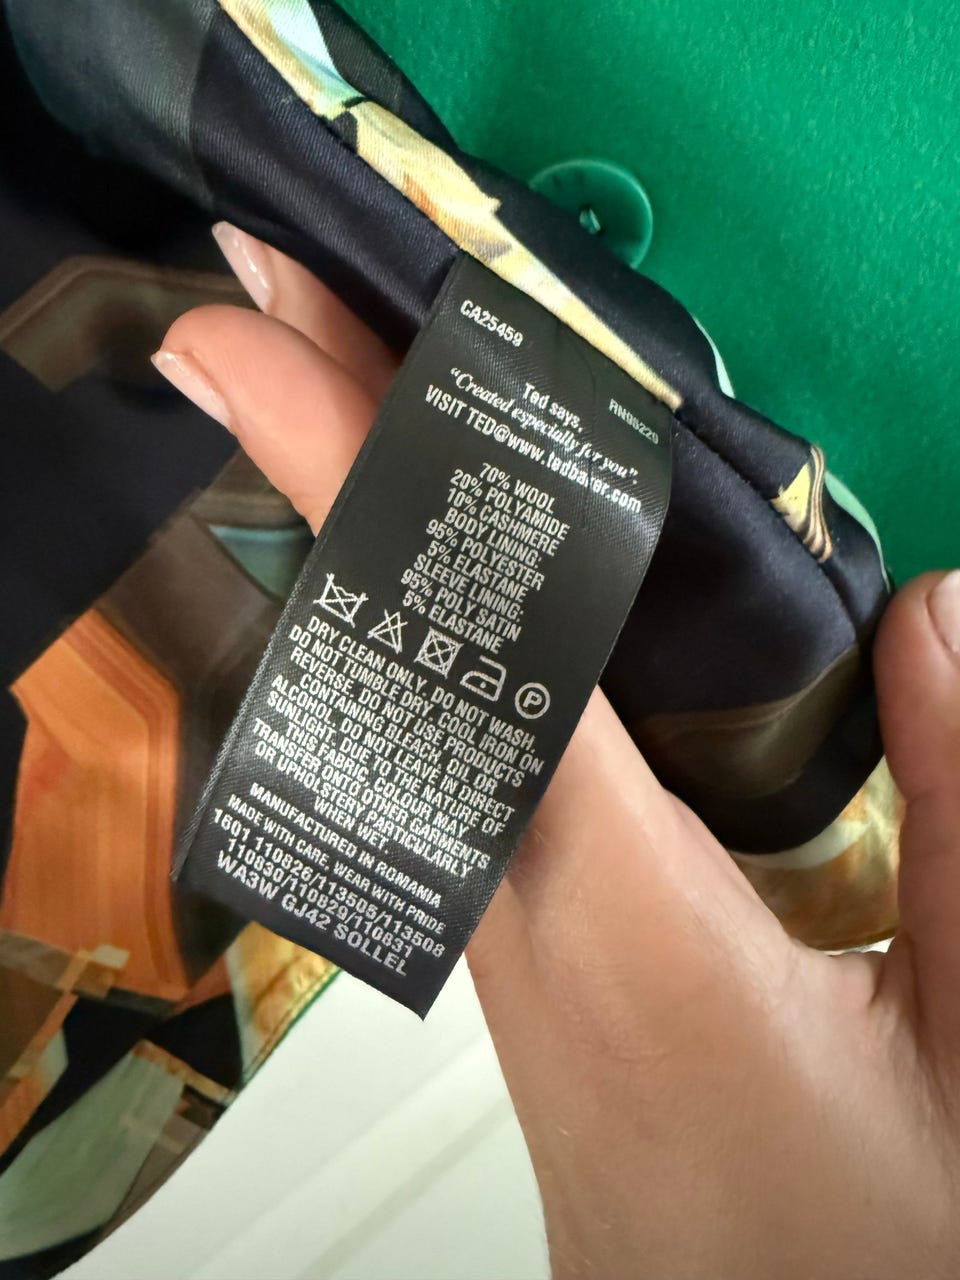 CA25459
RN96220
Ted says,
"Created especially for you".
VISIT TED@www.tedbaker.com
70% WOOL
20% POLYAMIDE
10% CASHMERE
BODY LINING.
95% POLYESTER
5% ELASTANE.
SLEEVE LINING.
95% POLY SATIN
5% ELASTANE
P
DRY CLEAN ONLY. DO NOT WASH,
DO NOT TUMBLE DRY, COOL IRON ON
REVERSE. DO NOT USE PRODUCTS
CONTAINING BLEACH, OIL OR
ALCOHOL. DO NOT LEAVE IN DIRECT
SUNLIGHT. DUE TO THE NATURE OF
THIS FABRIC, COLOUR MAY
TRANSFER ONTO OTHER GARMENTS
OR UPHOLSTERY PARTICULARLY
WHEN WET
MANUFACTURED IN ROMANIA
MADE WITH CARE, WEAR WITH PRIDE
1601 110826/113505/113508
110830/110829/110831
WA3W GJ42 SOLLEL